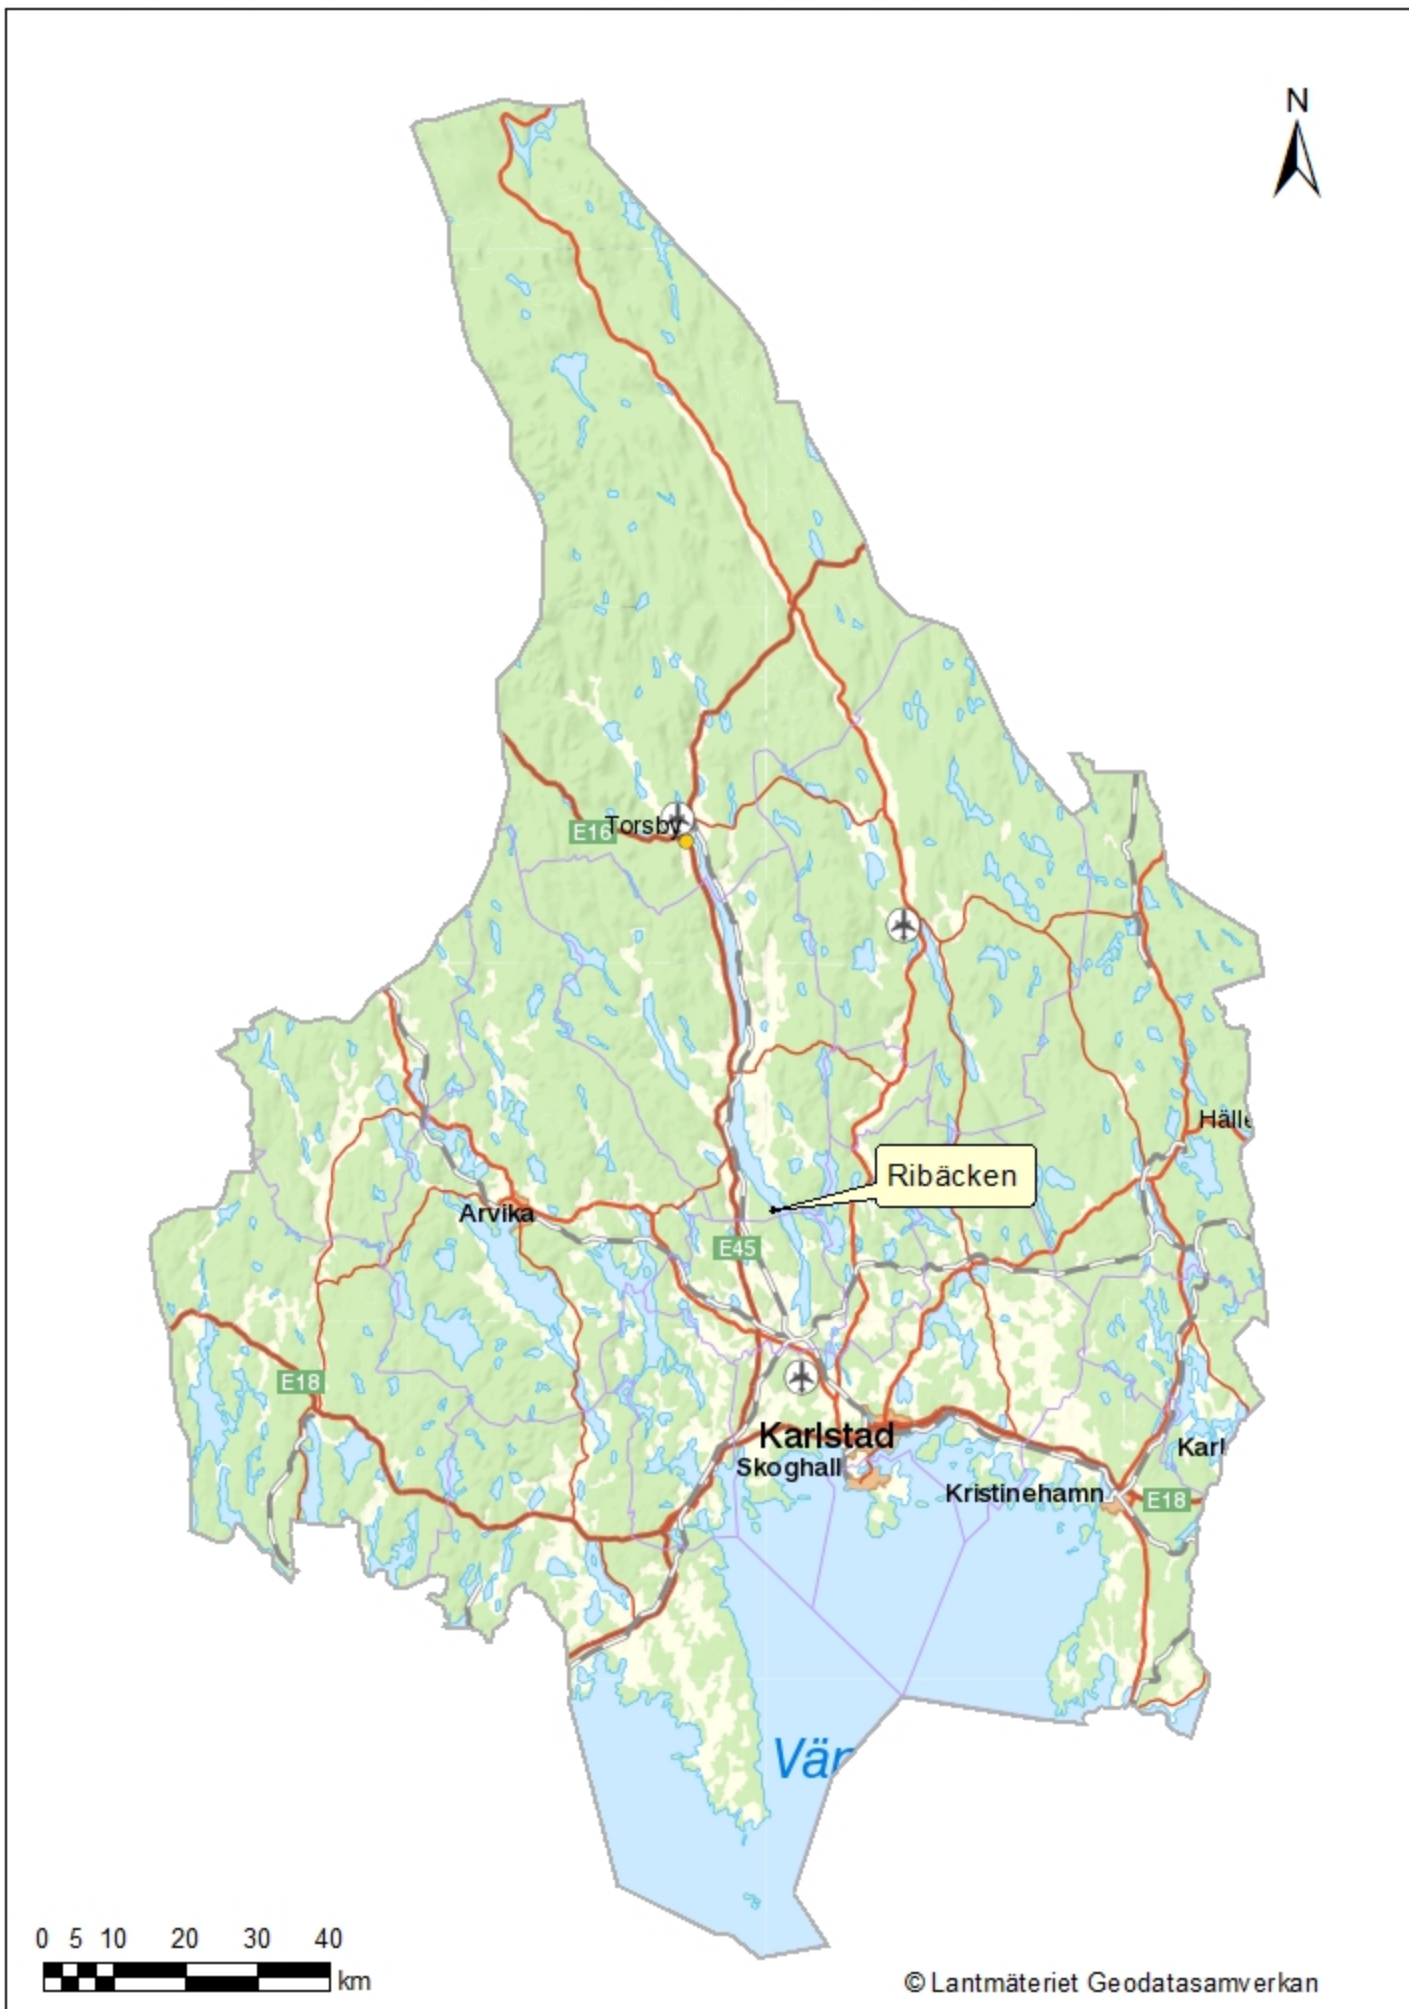 N
E16
Torsby
Hälle
Ribäcken
Arvika
E45
E18
Karlstad
Skoghall
Karl
Kristinehamn
E18
Vän
0 5 10 20 30 40
km
© Lantmäteriet Geodatasamverkan